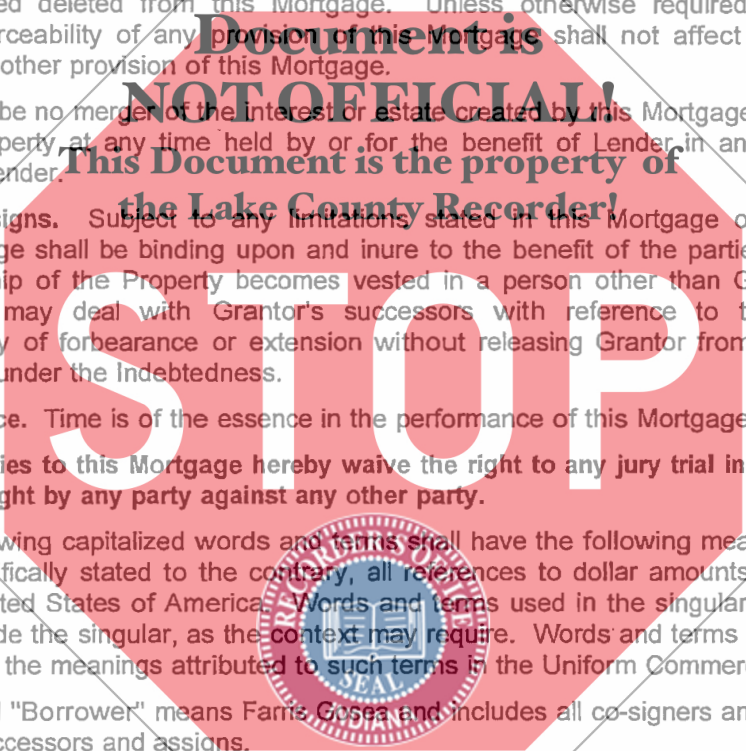 ed deleted from this Mortgage. Unless otherwise required
rceability of any provision of this Mortgage shall not affect
other provision of this Mortgage.
Document is
NOT OFFICIAL!
This Document is the property of
the Lake County Recorder!
be no merger of the interest or estate created by this Mortgage
perty at any time held by or for the benefit of Lender in an
ender.
signs. Subject to any limitations stated in this Mortgage o
ge shall be binding upon and inure to the benefit of the partie
ip of the Property becomes vested in a person other than G
may deal with Grantor's successors with reference to t
y of forbearance or extension without releasing Grantor from
under the Indebtedness.
STOP
ce. Time is of the essence in the performance of this Mortgage
ies to this Mortgage hereby waive the right to any jury trial in
ght by any party against any other party.
wing capitalized words and terms shall have the following mea
fically stated to the contrary, all references to dollar amounts
ted States of America. Words and terms used in the singular
de the singular, as the context may require. Words and terms
the meanings attributed to such terms in the Uniform Commer
RECORDER'S OFFICE
SEAL
INDIANA
"Borrower" means Farris Gosea and includes all co-signers an
ccessors and assigns.